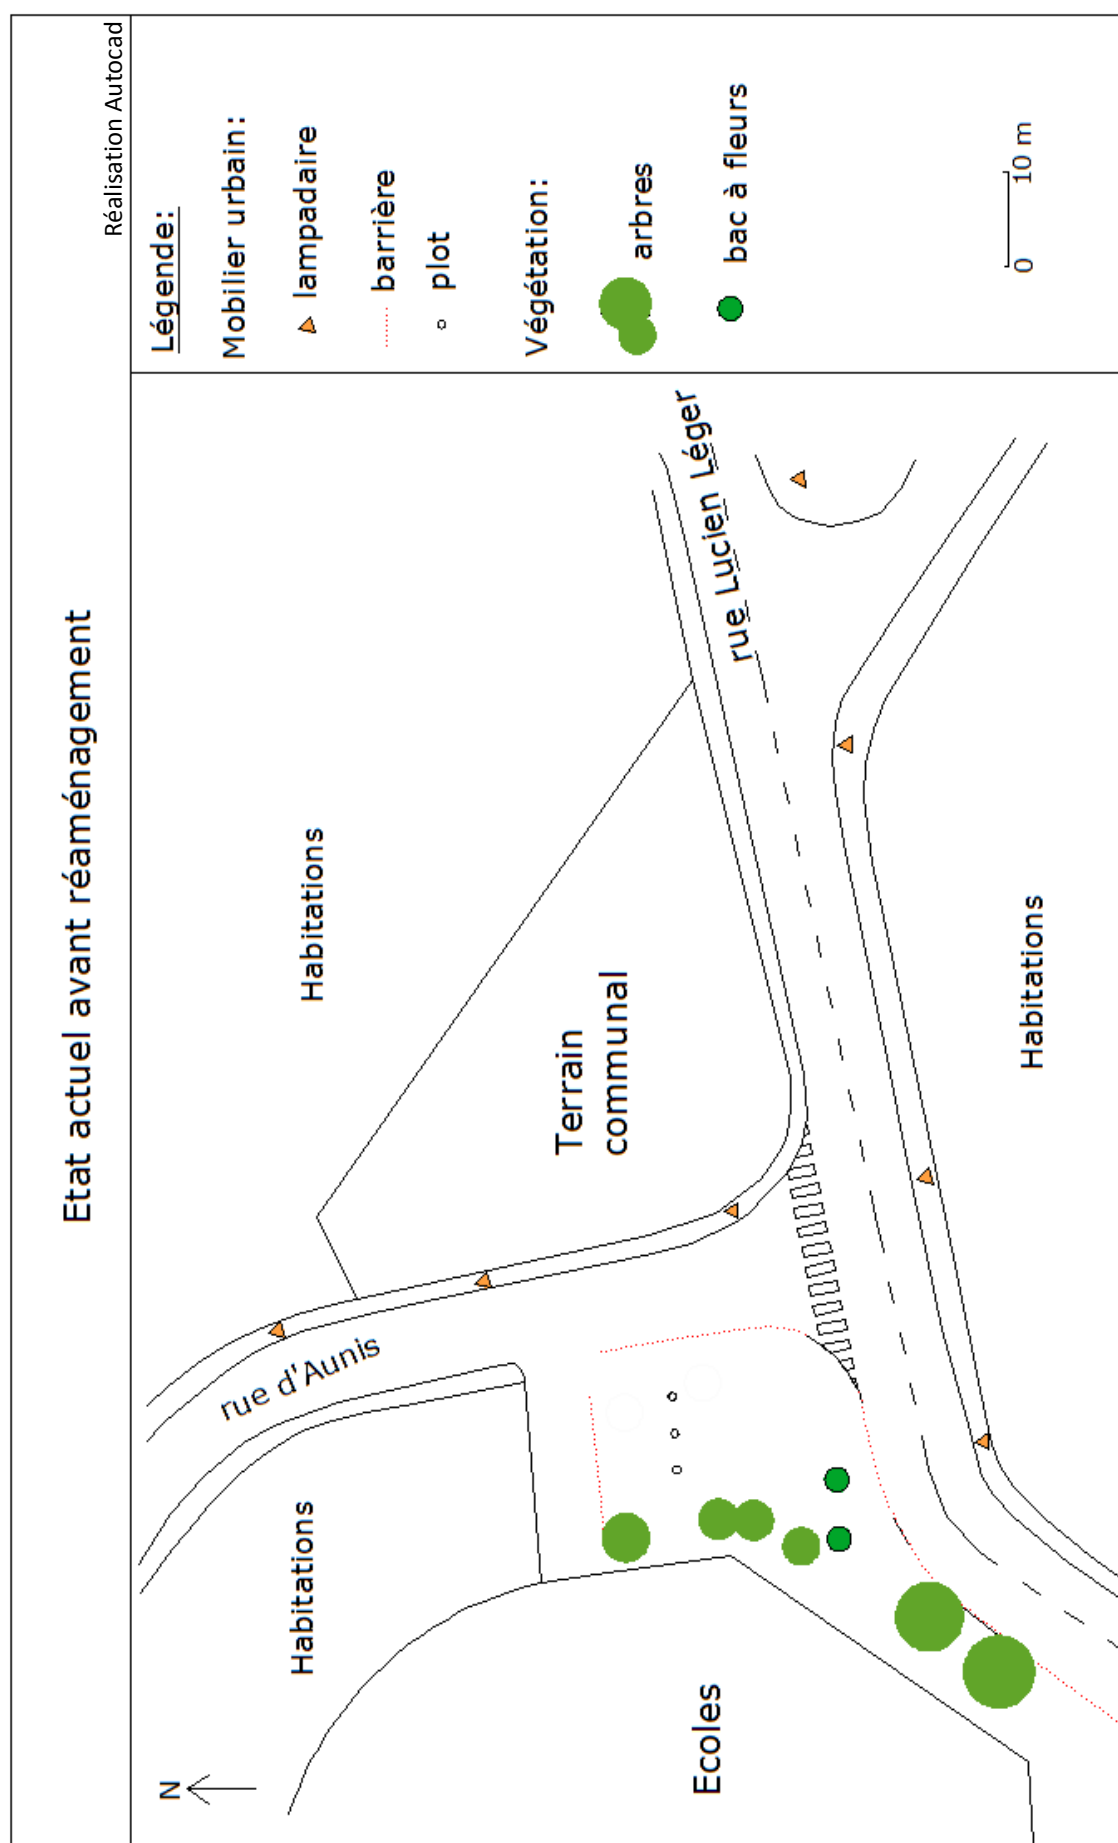 Etat actuel avant réaménagement
Réalisation Autocad
N
Habitations
rue d'Aunis
Habitations
Terrain
communal
Ecoles
rue Lucien Léger
Habitations
Légende:
Mobilier urbain:
lampadaire
barrière
plot
Végétation:
arbres
bac à fleurs
0 10 m